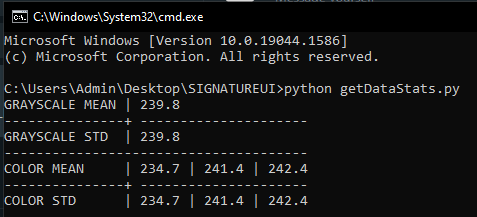 C:\Windows\System32\cmd.exe
Microsoft Windows [Version 10.0.19044.1586]
(c) Microsoft Corporation. All rights reserved.
C:\Users\Admin\Desktop\SIGNATUREUI>python getDataStats.py
GRAYSCALE MEAN | 239.8
---------------+----------------------
GRAYSCALE STD  | 239.8
--------------------------------------
COLOR MEAN     | 234.7 | 241.4 | 242.4
---------------+----------------------
COLOR STD      | 234.7 | 241.4 | 242.4